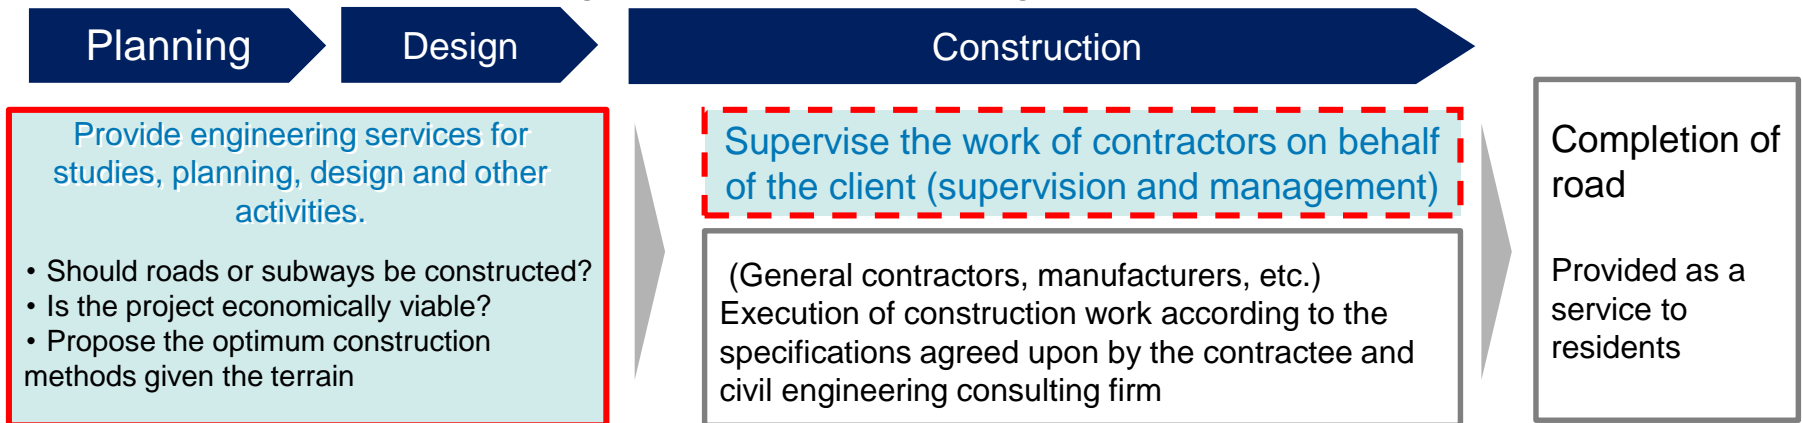 Planning
Design
Construction
Provide engineering services for
studies, planning, design and other
activities.
• Should roads or subways be constructed?
• Is the project economically viable?
• Propose the optimum construction
methods given the terrain
Supervise the work of contractors on behalf
of the client (supervision and management)
(General contractors, manufacturers, etc.)
Execution of construction work according to the
specifications agreed upon by the contractee and
civil engineering consulting firm
Completion of
road
Provided as a
service to
residents